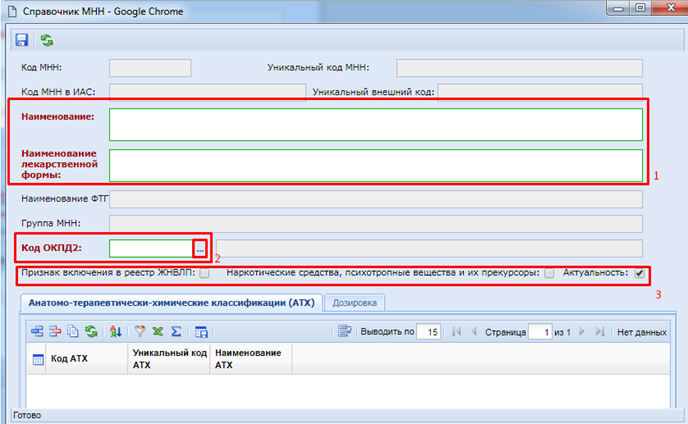 Справочник МНН - Google Chrome
Код МНН: Уникальный код МНН:
Код МНН в ИАС: Уникальный внешний код:
Наименование:
Наименование
лекарственной
формы:
1
Наименование ФТГ
Группа МНН:
Код ОКПД2: ...
2
Признак включения в реестр ЖНВЛП: Наркотические средства, психотропные вещества и их прекурсоры: Актуальность:
3
Анатомо-терапевтически-химические классификации (АТХ) Дозировка
Выводить по 15 Страница 1 из 1 Нет данных
Код АТХ Уникальный код Наименование
АТХ АТХ
Готово